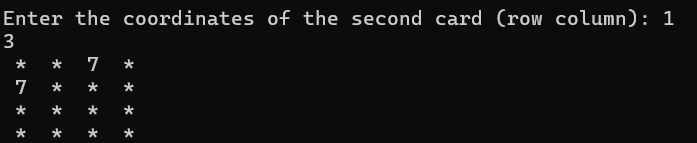 Enter the coordinates of the second card (row column): 1
3
* * 7 *
7 * * *
* * * *
* * * *